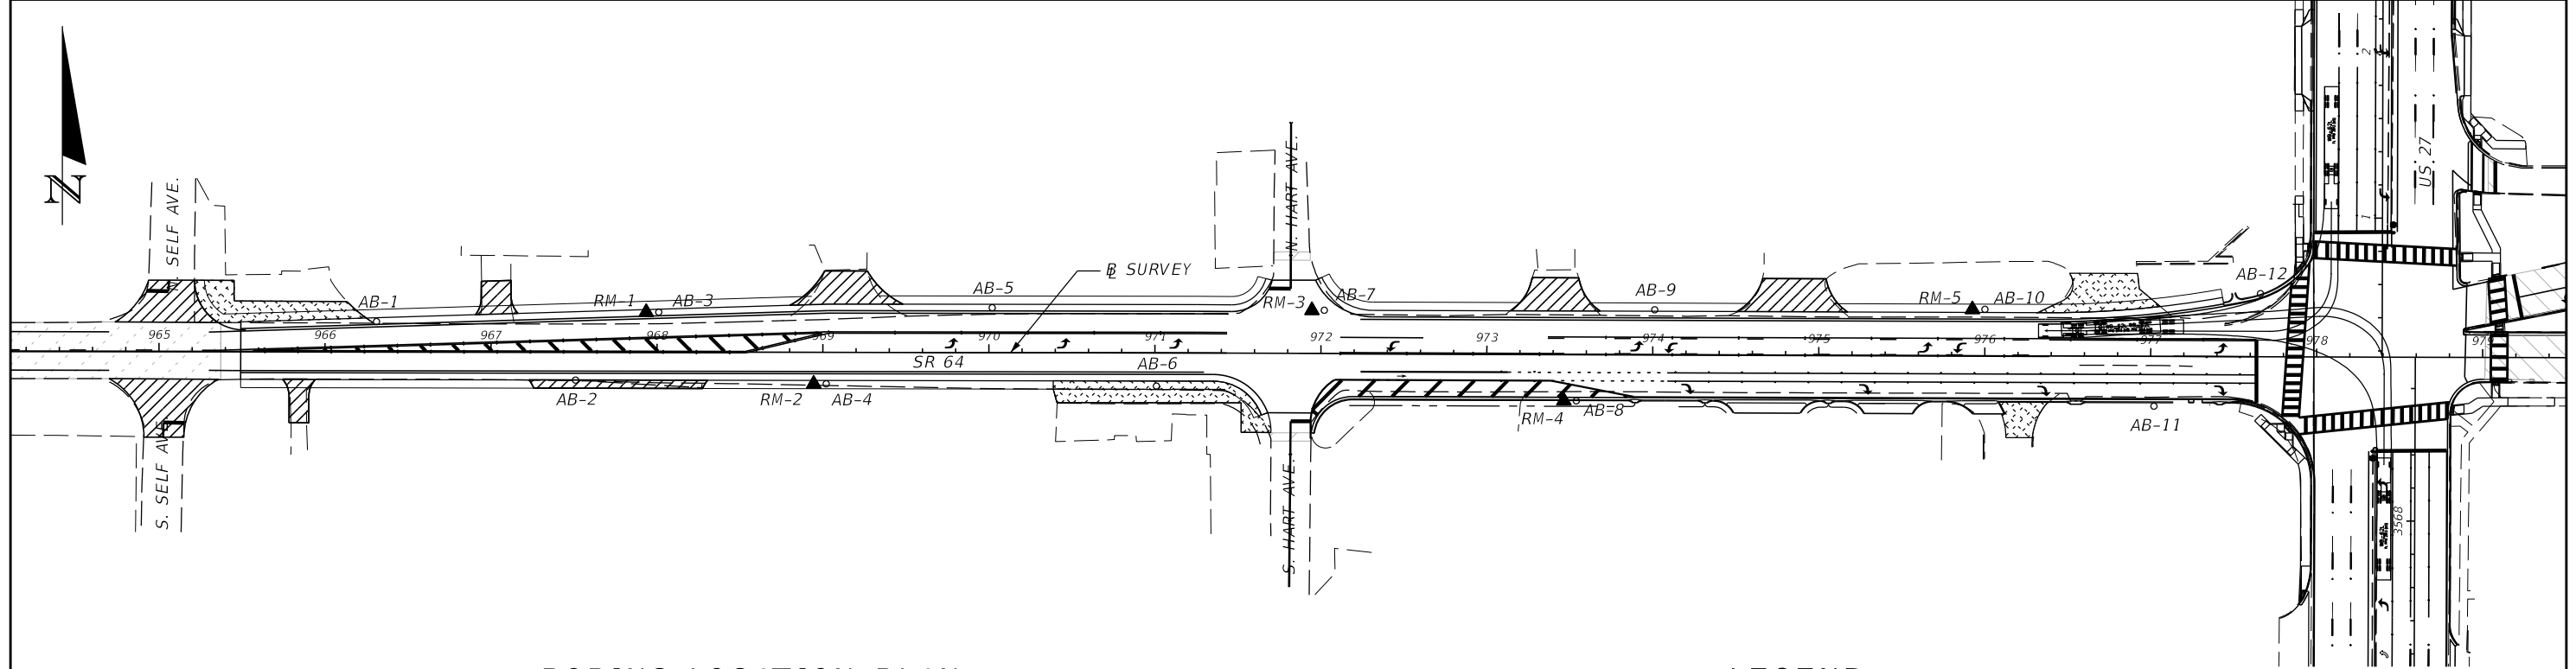 N
N. HART AVE.
SELF AVE.
US 27
2
1
B SURVEY
AB-12
AB-1
RM-1
AB-3
AB-5
RM-3
AB-7
AB-9
RM-5
AB-10
965
966
967
968
969
970
971
972
973
974
975
976
977
978
979
SR 64
AB-6
AB-2
RM-2
AB-4
RM-4
AB-8
AB-11
S. SELF AVE.
S. HART AVE.
3568